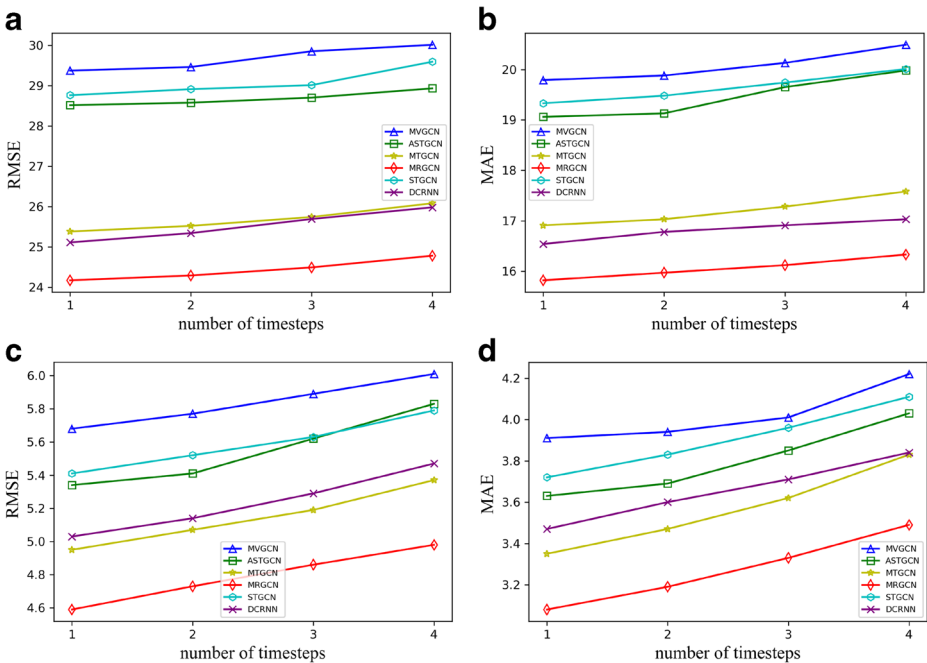 a
30
29
28
27
26
25
24
RMSE
MVGCN
ASTGCN
MTGCN
MRGCN
STGCN
DCRNN
1 2 3 4
number of timesteps
b
20
19
18
17
16
MAE
MVGCN
ASTGCN
MTGCN
MRGCN
STGCN
DCRNN
1 2 3 4
number of timesteps
c
6.0
5.8
5.6
5.4
5.2
5.0
4.8
4.6
RMSE
MVGCN
ASTGCN
MTGCN
MRGCN
STGCN
DCRNN
1 2 3 4
number of timesteps
d
4.2
4.0
3.8
3.6
3.4
3.2
MAE
MVGCN
ASTGCN
MTGCN
MRGCN
STGCN
DCRNN
1 2 3 4
number of timesteps